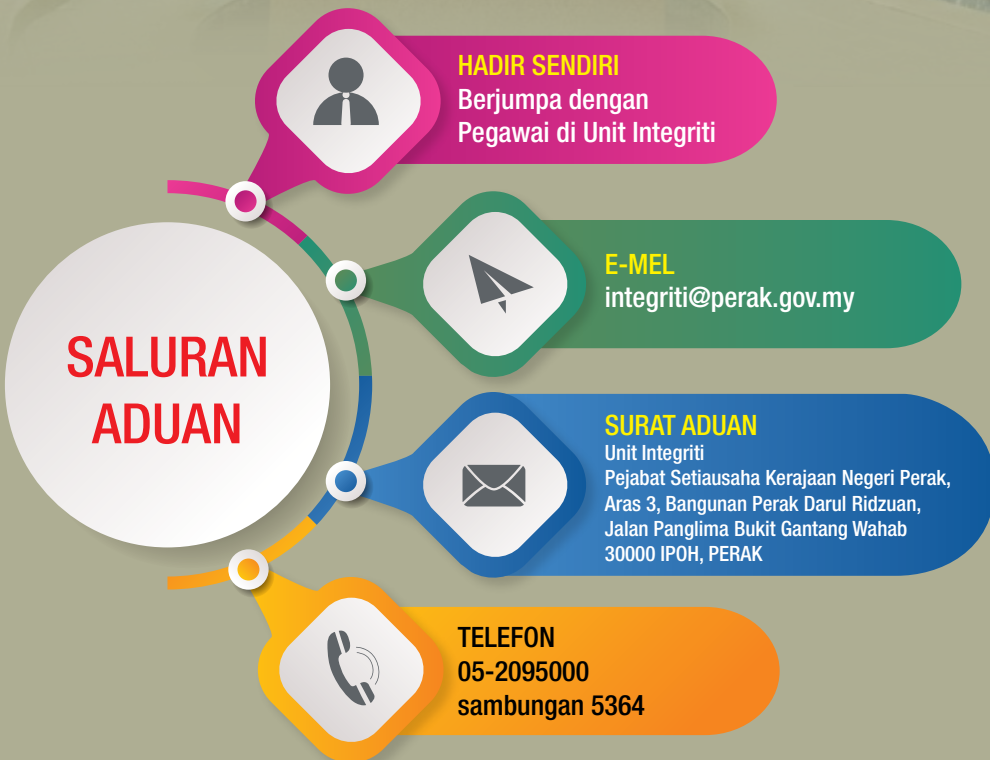 SALURAN
ADUAN
HADIR SENDIRI
Berjumpa dengan
Pegawai di Unit Integriti
E-MEL
integriti@perak.gov.my
SURAT ADUAN
Unit Integriti
Pejabat Setiausaha Kerajaan Negeri Perak,
Aras 3, Bangunan Perak Darul Ridzuan,
Jalan Panglima Bukit Gantang Wahab
30000 IPOH, PERAK
TELEFON
05-2095000
sambungan 5364